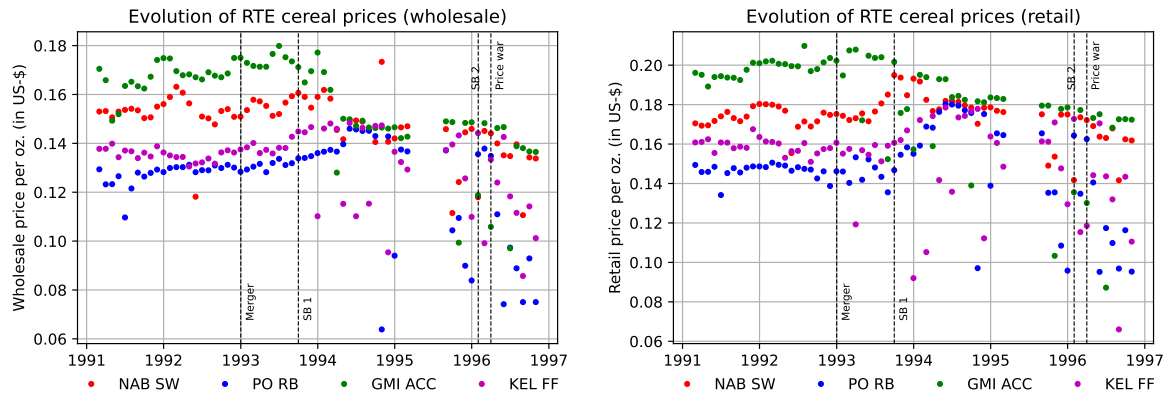 Evolution of RTE cereal prices (wholesale)
Wholesale price per oz. (in US-$)
0.18
0.16
0.14
0.12
0.10
0.08
0.06
Merger
SB 1
SB 2
Price war
1991 1992 1993 1994 1995 1996 1997
NAB SW PO RB GMI ACC KEL FF
Evolution of RTE cereal prices (retail)
Retail price per oz. (in US-$)
0.20
0.18
0.16
0.14
0.12
0.10
0.08
0.06
Merger
SB 1
SB 2
Price war
1991 1992 1993 1994 1995 1996 1997
NAB SW PO RB GMI ACC KEL FF